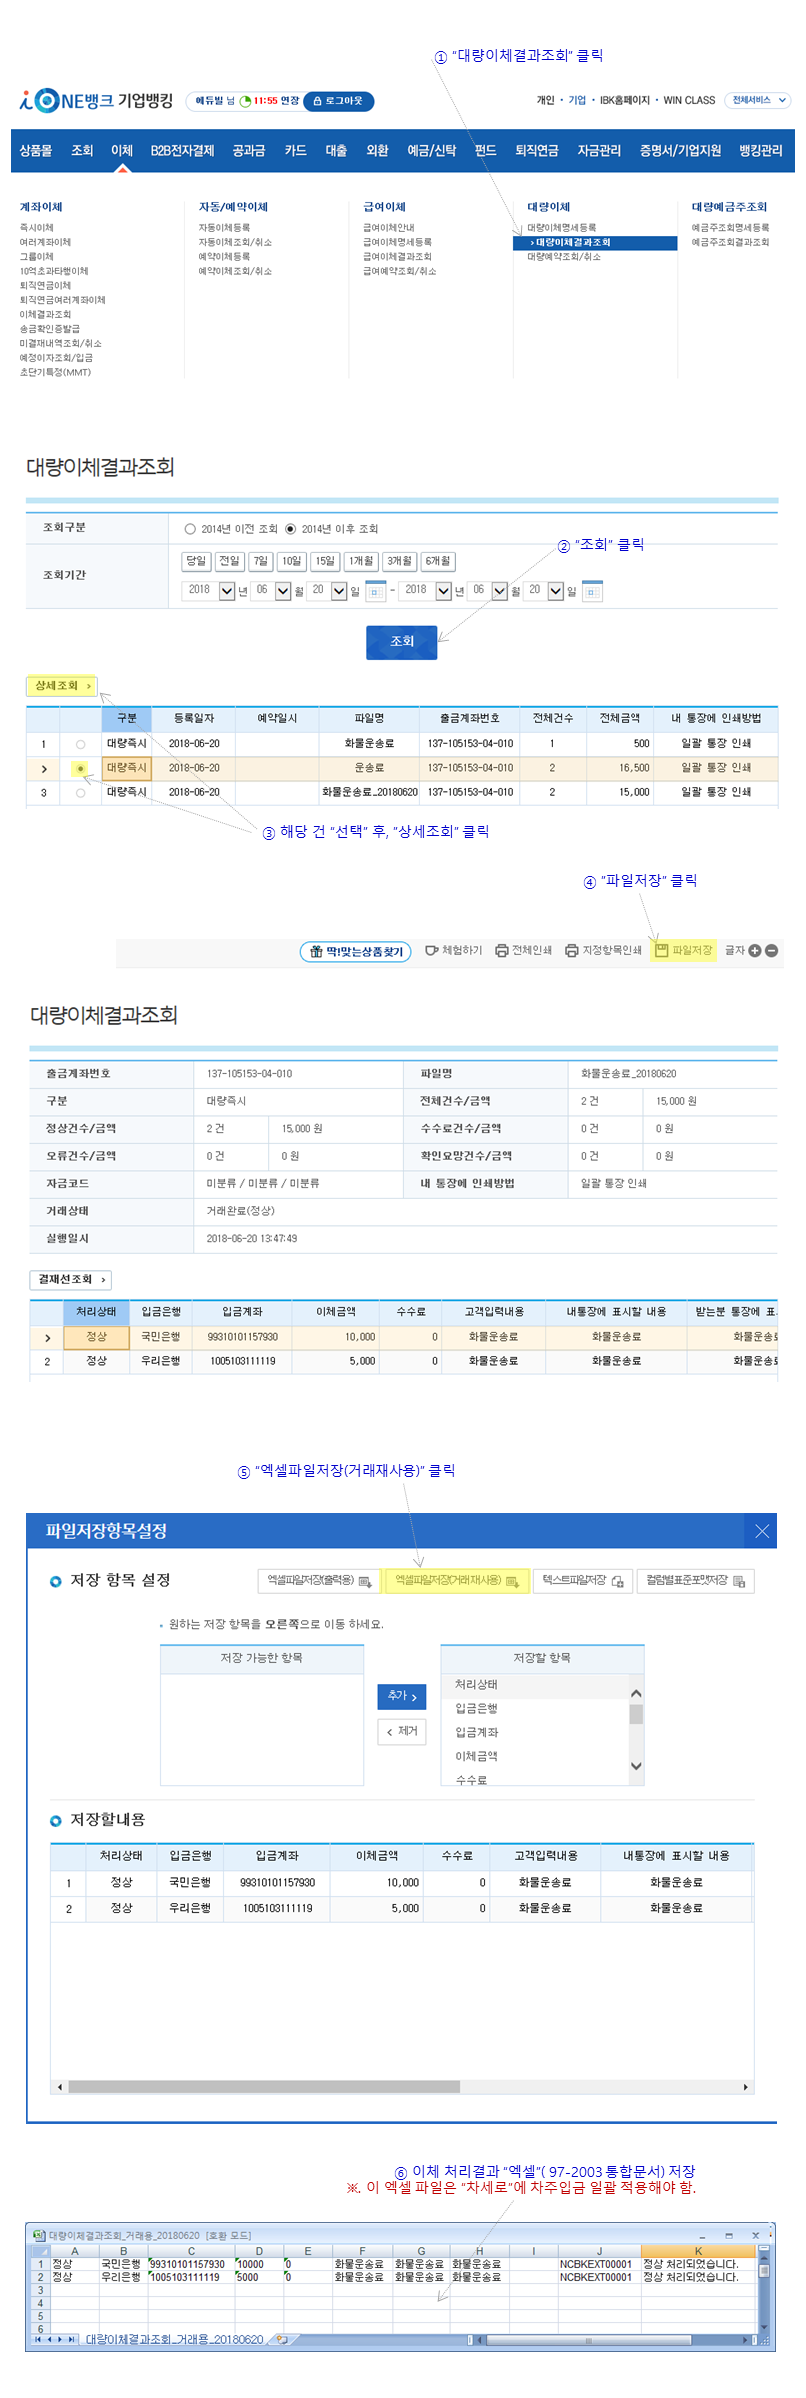 ① "대량이체결과조회" 클릭
i ONE뱅크 기업뱅킹 에듀빌 님 11:55 연장 로그아웃 개인 · 기업 · IBK홈페이지 · WIN CLASS 전체서비스
상품몰 조회 이체 B2B전자결제 공과금 카드 대출 외환 예금/신탁 펀드 퇴직연금 자금관리 증명서/기업지원 뱅킹관리
계좌이체
즉시이체
여러계좌이체
그룹이체
10억초과타행이체
퇴직연금이체
퇴직연금여러계좌이체
이체결과조회
송금확인증발급
미결재내역조회/취소
예정이자조회/입금
초단기특정(MMT)
자동/예약이체
자동이체등록
자동이체조회/취소
예약이체등록
예약이체조회/취소
급여이체
급여이체안내
급여이체명세등록
급여이체결과조회
급여예약조회/취소
대량이체
대량이체명세등록
› 대량이체결과조회
대량예약조회/취소
대량예금주조회
예금주조회명세등록
예금주조회결과조회
대량이체결과조회
조회구분 2014년 이전 조회 2014년 이후 조회
② "조회" 클릭
조회기간 당일 전일 7일 10일 15일 1개월 3개월 6개월
2018 년 06 월 20 일 - 2018 년 06 월 20 일
조회
상세조회 ›
구분 등록일자 예약일시 파일명 출금계좌번호 전체건수 전체금액 내 통장에 인쇄방법
1 대량즉시 2018-06-20 화물운송료 137-105153-04-010 1 500 일괄 통장 인쇄
> 대량즉시 2018-06-20 운송료 137-105153-04-010 2 16,500 일괄 통장 인쇄
3 대량즉시 2018-06-20 화물운송료_20180620 137-105153-04-010 2 15,000 일괄 통장 인쇄
③ 해당 건 "선택" 후, "상세조회" 클릭
④ "파일저장" 클릭
딱!맞는상품찾기 체험하기 전체인쇄 지정항목인쇄 파일저장 글자 + −
대량이체결과조회
출금계좌번호 137-105153-04-010 파일명 화물운송료_20180620
구분 대량즉시 전체건수/금액 2 건 15,000 원
정상건수/금액 2 건 15,000 원 수수료건수/금액 0 건 0 원
오류건수/금액 0 건 0 원 확인요망건수/금액 0 건 0 원
자금코드 미분류 / 미분류 / 미분류 내 통장에 인쇄방법 일괄 통장 인쇄
거래상태 거래완료(정상)
실행일시 2018-06-20 13:47:49
결재선조회 ›
처리상태 입금은행 입금계좌 이체금액 수수료 고객입력내용 내통장에 표시할 내용 받는분 통장에 표
> 정상 국민은행 99310101157930 10,000 0 화물운송료 화물운송료 화물운송
2 정상 우리은행 1005103111119 5,000 0 화물운송료 화물운송료 화물운송
⑤ "엑셀파일저장(거래재사용)" 클릭
파일저장항목설정
저장 항목 설정 엑셀파일저장(출력용) 엑셀파일저장(거래재사용) 텍스트파일저장 컬럼별표준포맷저장
• 원하는 저장 항목을 오른쪽으로 이동 하세요.
저장 가능한 항목 저장할 항목
처리상태
추가 ›
입금은행
‹ 제거
입금계좌
이체금액
수수료
저장할내용
처리상태 입금은행 입금계좌 이체금액 수수료 고객입력내용 내통장에 표시할 내용
1 정상 국민은행 99310101157930 10,000 0 화물운송료 화물운송료
2 정상 우리은행 1005103111119 5,000 0 화물운송료 화물운송료
⑥ 이체 처리결과 "엑셀"( 97-2003 통합문서) 저장
※. 이 엑셀 파일은 "차세로"에 차주입금 일괄 적용해야 함.
대량이체결과조회_거래용_20180620 [호환 모드]
A B C D E F G H I J K
1 정상 국민은행 99310101157930 10000 0 화물운송료 화물운송료 화물운송료 NCBKEXT00001 정상 처리되었습니다.
2 정상 우리은행 1005103111119 5000 0 화물운송료 화물운송료 화물운송료 NCBKEXT00001 정상 처리되었습니다.
3
4
5
6
대량이체결과조회_거래용_20180620